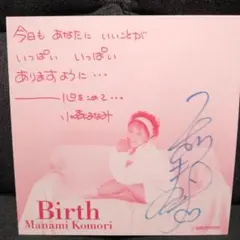 今日も あなたに いいことが
いっぱい いっぱい
ありますように…
心をこめて…
小森まなみ
Birth
Manami Komori